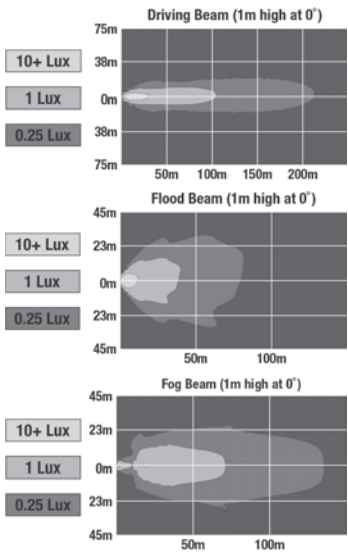 Driving Beam (1m high at 0˚)
75m
38m
0m
38m
75m
10+ Lux
1 Lux
0.25 Lux
50m 100m 150m 200m
Flood Beam (1m high at 0˚)
45m
23m
0m
23m
45m
10+ Lux
1 Lux
0.25 Lux
50m 100m
Fog Beam (1m high at 0˚)
45m
23m
0m
23m
45m
10+ Lux
1 Lux
0.25 Lux
50m 100m